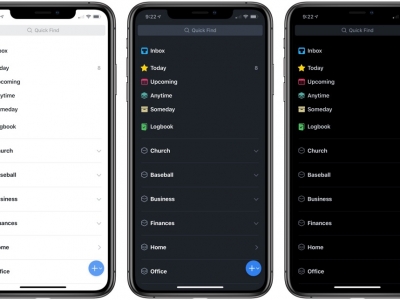 Quick Find
Inbox
Today 8
Upcoming
Anytime
Someday
Logbook
Church
Baseball
Business
Finances
Home
Office
9:22
Quick Find
Inbox
Today 8
Upcoming
Anytime
Someday
Logbook
Church
Baseball
Business
Finances
Home
Office
9:22
Quick Find
Inbox
Today
Upcoming
Anytime
Someday
Logbook
Church
Baseball
Business
Finances
Home
Office